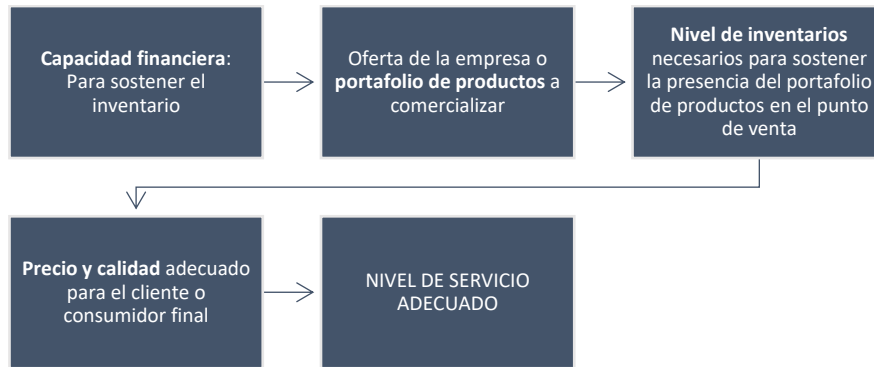 Capacidad financiera:
Para sostener el
inventario
Oferta de la empresa o
portafolio de productos a
comercializar
Nivel de inventarios
necesarios para sostener
la presencia del portafolio
de productos en el punto
de venta
Precio y calidad adecuado
para el cliente o
consumidor final
NIVEL DE SERVICIO
ADECUADO